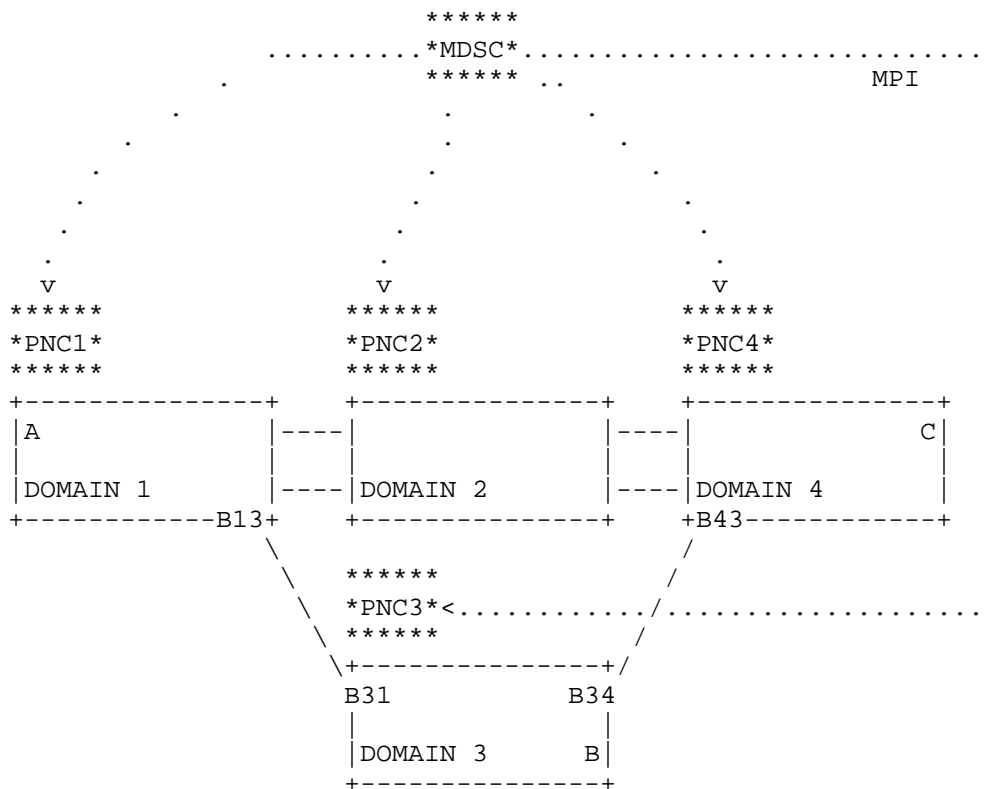 ******
..........*MDSC*..............................
. ****** .. MPI
. . .
. . .
. . .
. . .
. . .
. . .
v v v
****** ****** ******
*PNC1* *PNC2* *PNC4*
****** ****** ******
+---------------+ +---------------+ +---------------+
|A |----| |----| C|
| | | | | |
|DOMAIN 1 |----|DOMAIN 2 |----|DOMAIN 4 |
+------------B13+ +---------------+ +B43------------+
\ /
\ ****** /
\ *PNC3*<............/....................
\ ****** /
\+---------------+/
B31 B34
| |
|DOMAIN 3 B|
+---------------+